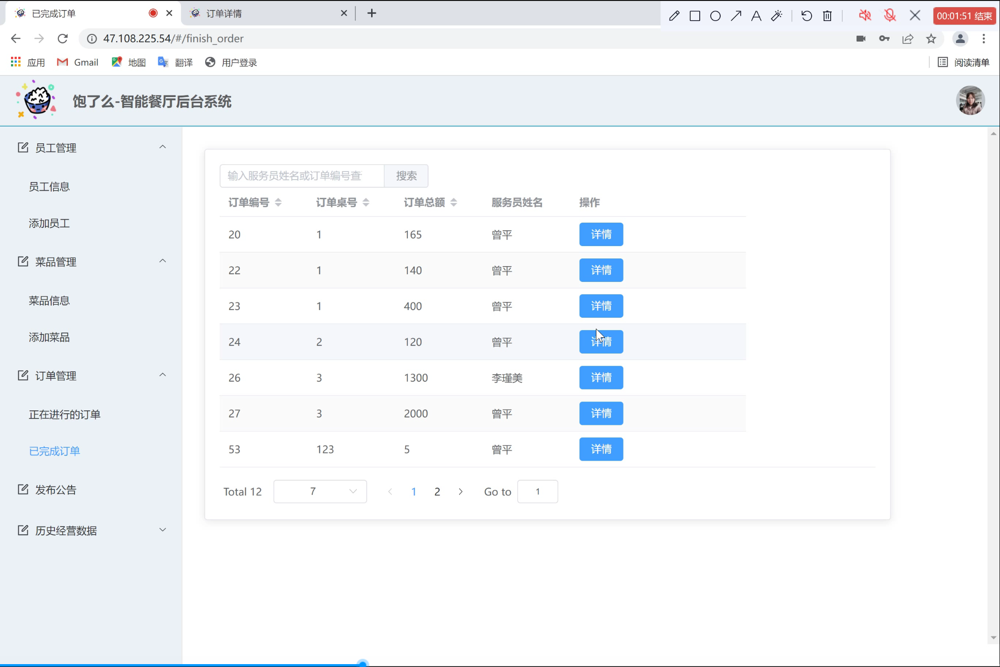 已完成订单
订单详情
00:01:51 结束
47.108.225.54/#/finish_order
应用
Gmail
地图
翻译
用户登录
阅读清单
饱了么-智能餐厅后台系统
员工管理
员工信息
添加员工
菜品管理
菜品信息
添加菜品
订单管理
正在进行的订单
已完成订单
发布公告
历史经营数据
输入服务员姓名或订单编号查 搜索
订单编号 订单桌号 订单总额 服务员姓名 操作
20 1 165 曾平 详情
22 1 140 曾平 详情
23 1 400 曾平 详情
24 2 120 曾平 详情
26 3 1300 李瑾美 详情
27 3 2000 曾平 详情
53 123 5 曾平 详情
Total 12 7 1 2 Go to 1